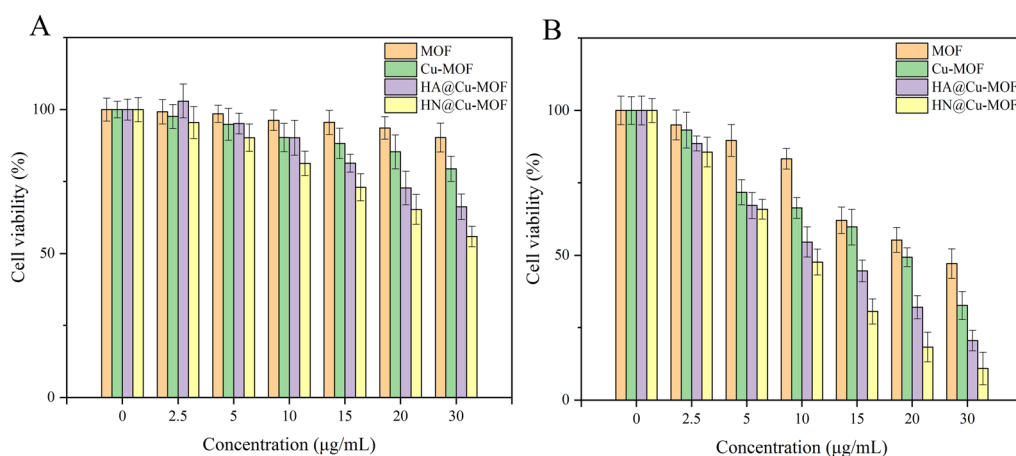 A
MOF
Cu-MOF
HA@Cu-MOF
HN@Cu-MOF
100
50
0
Cell viability (%)
0 2.5 5 10 15 20 30
Concentration (μg/mL)
B
MOF
Cu-MOF
HA@Cu-MOF
HN@Cu-MOF
100
50
0
Cell viability (%)
0 2.5 5 10 15 20 30
Concentration (μg/mL)